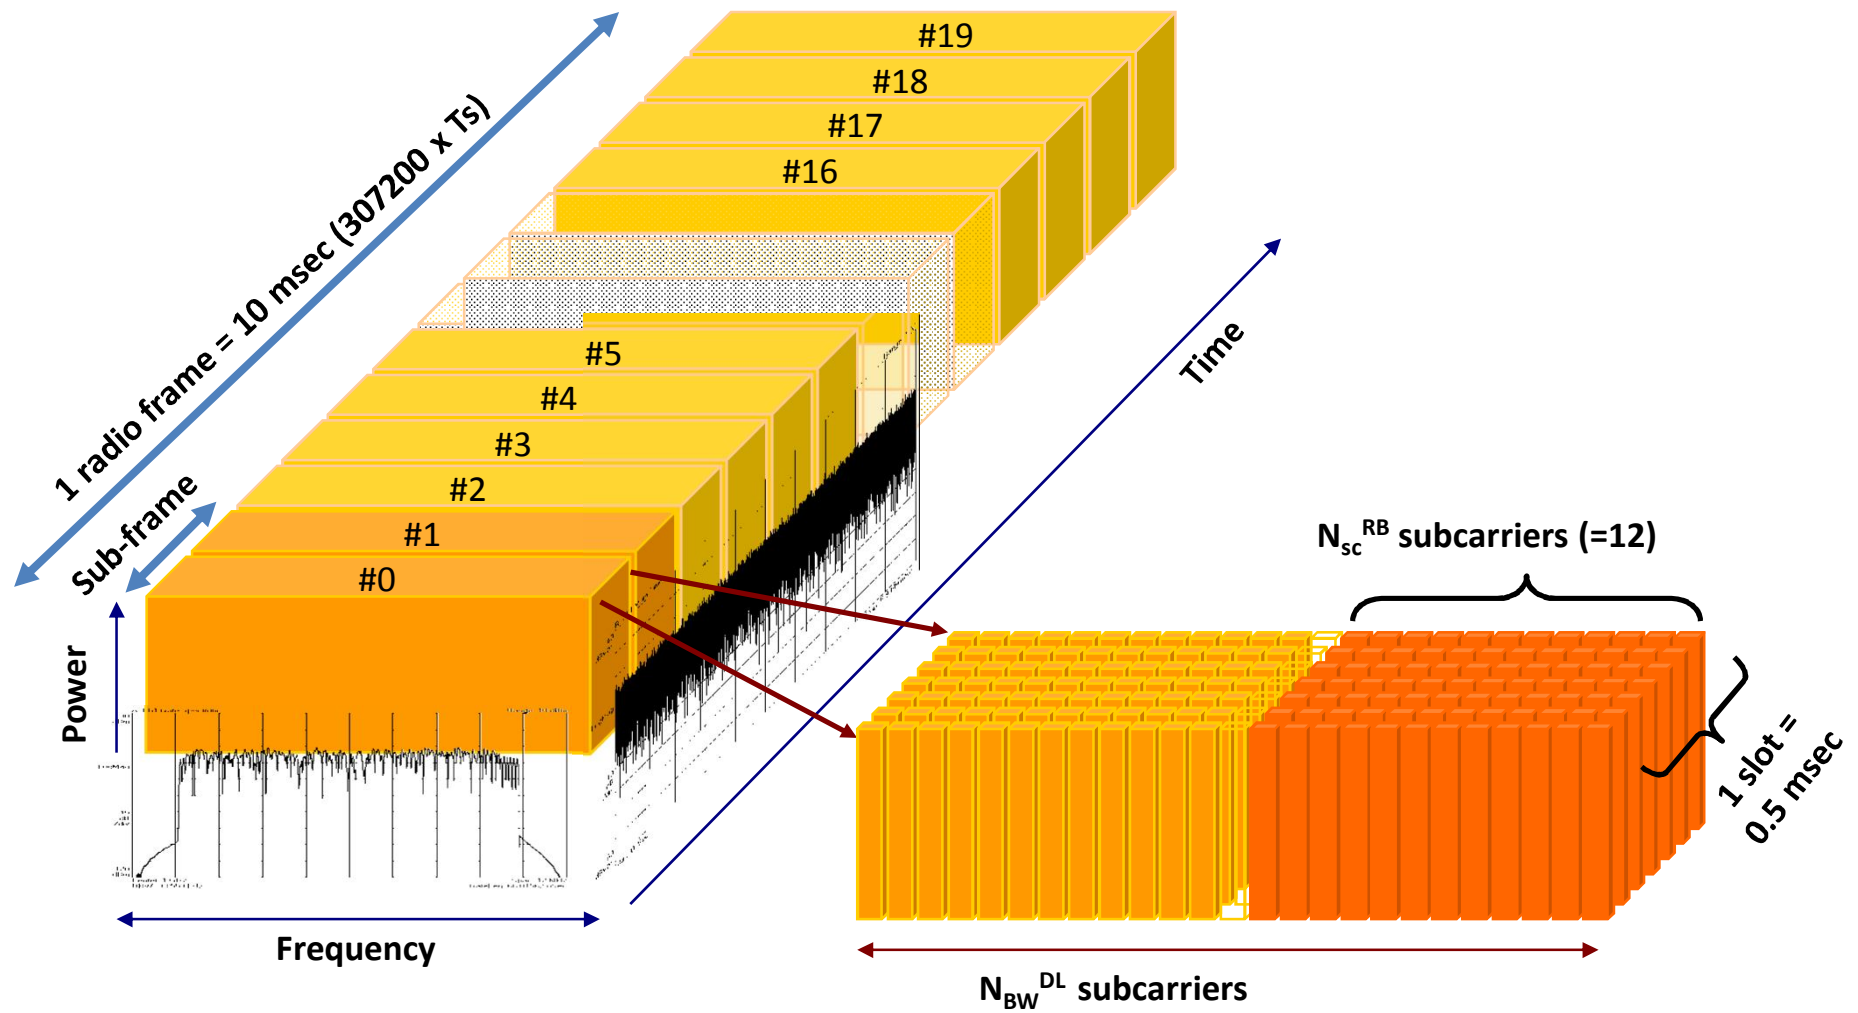 #19
#18
#17
#16
#5
#4
#3
#2
#1
#0
1 radio frame = 10 msec (307200 x Ts)
Sub-frame
Power
Frequency
Time
N_sc^RB subcarriers (=12)
1 slot =
0.5 msec
N_BW^DL subcarriers